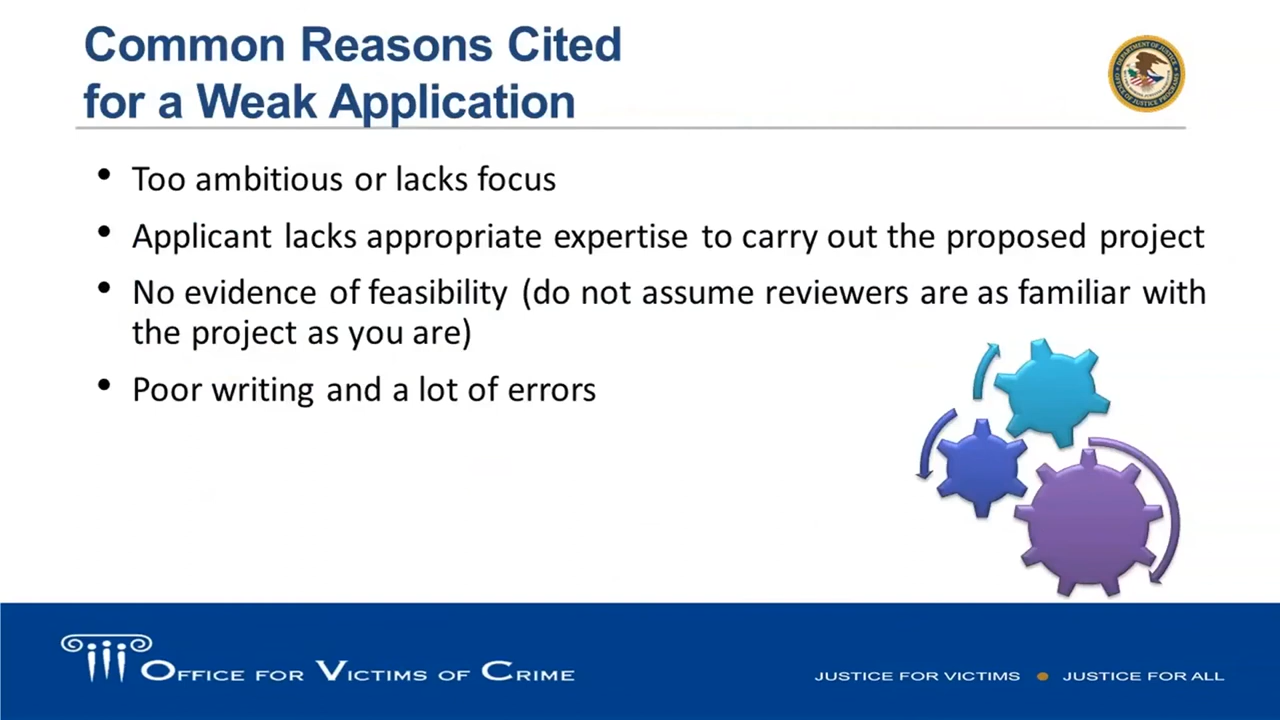 Common Reasons Cited
for a Weak Application
• Too ambitious or lacks focus
• Applicant lacks appropriate expertise to carry out the proposed project
• No evidence of feasibility (do not assume reviewers are as familiar with
the project as you are)
• Poor writing and a lot of errors
OFFICE FOR VICTIMS OF CRIME
JUSTICE FOR VICTIMS • JUSTICE FOR ALL